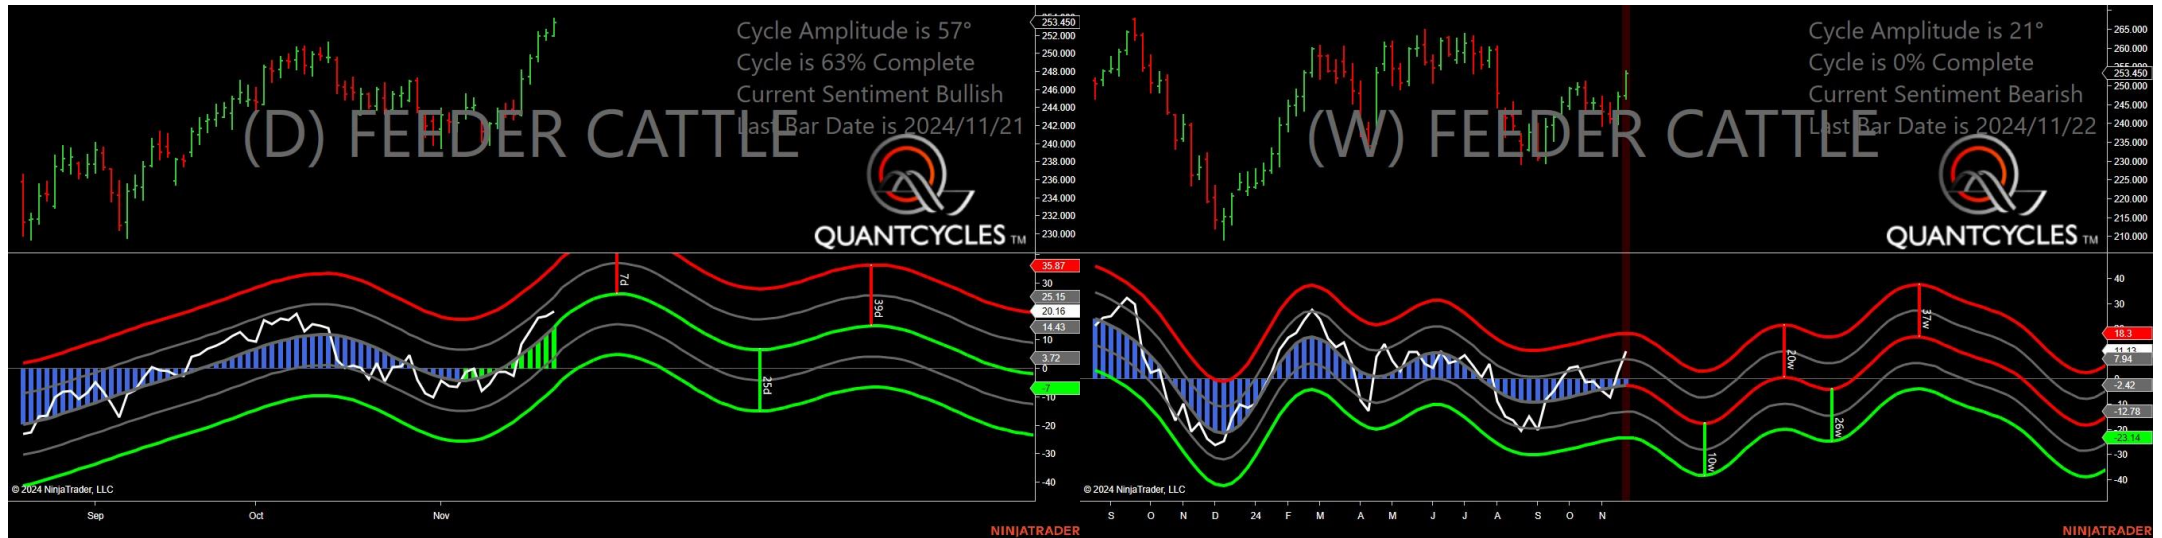 Cycle Amplitude is 57°
Cycle is 63% Complete
Current Sentiment Bullish
Last Bar Date is 2024/11/21
(D) FEEDER CATTLE
QUANTCYCLES TM
253.450
252.000
250.000
248.000
246.000
244.000
242.000
240.000
238.000
236.000
234.000
232.000
230.000
35.87
30
25.15
20.16
14.43
10
3.72
0
-7
-10
-20
-30
-40
7d
39d
25d
© 2024 NinjaTrader, LLC
Sep
Oct
Nov
NINJATRADER
Cycle Amplitude is 21°
Cycle is 0% Complete
Current Sentiment Bearish
Last Bar Date is 2024/11/22
(W) FEEDER CATTLE
QUANTCYCLES TM
265.000
260.000
253.450
250.000
245.000
240.000
235.000
230.000
225.000
220.000
215.000
210.000
40
30
18.3
11.13
7.94
-2.42
-12.78
-23.14
-30
-40
20w
37w
10w
26w
© 2024 NinjaTrader, LLC
S
O
N
D
24
F
M
A
M
J
J
A
S
O
N
NINJATRADER